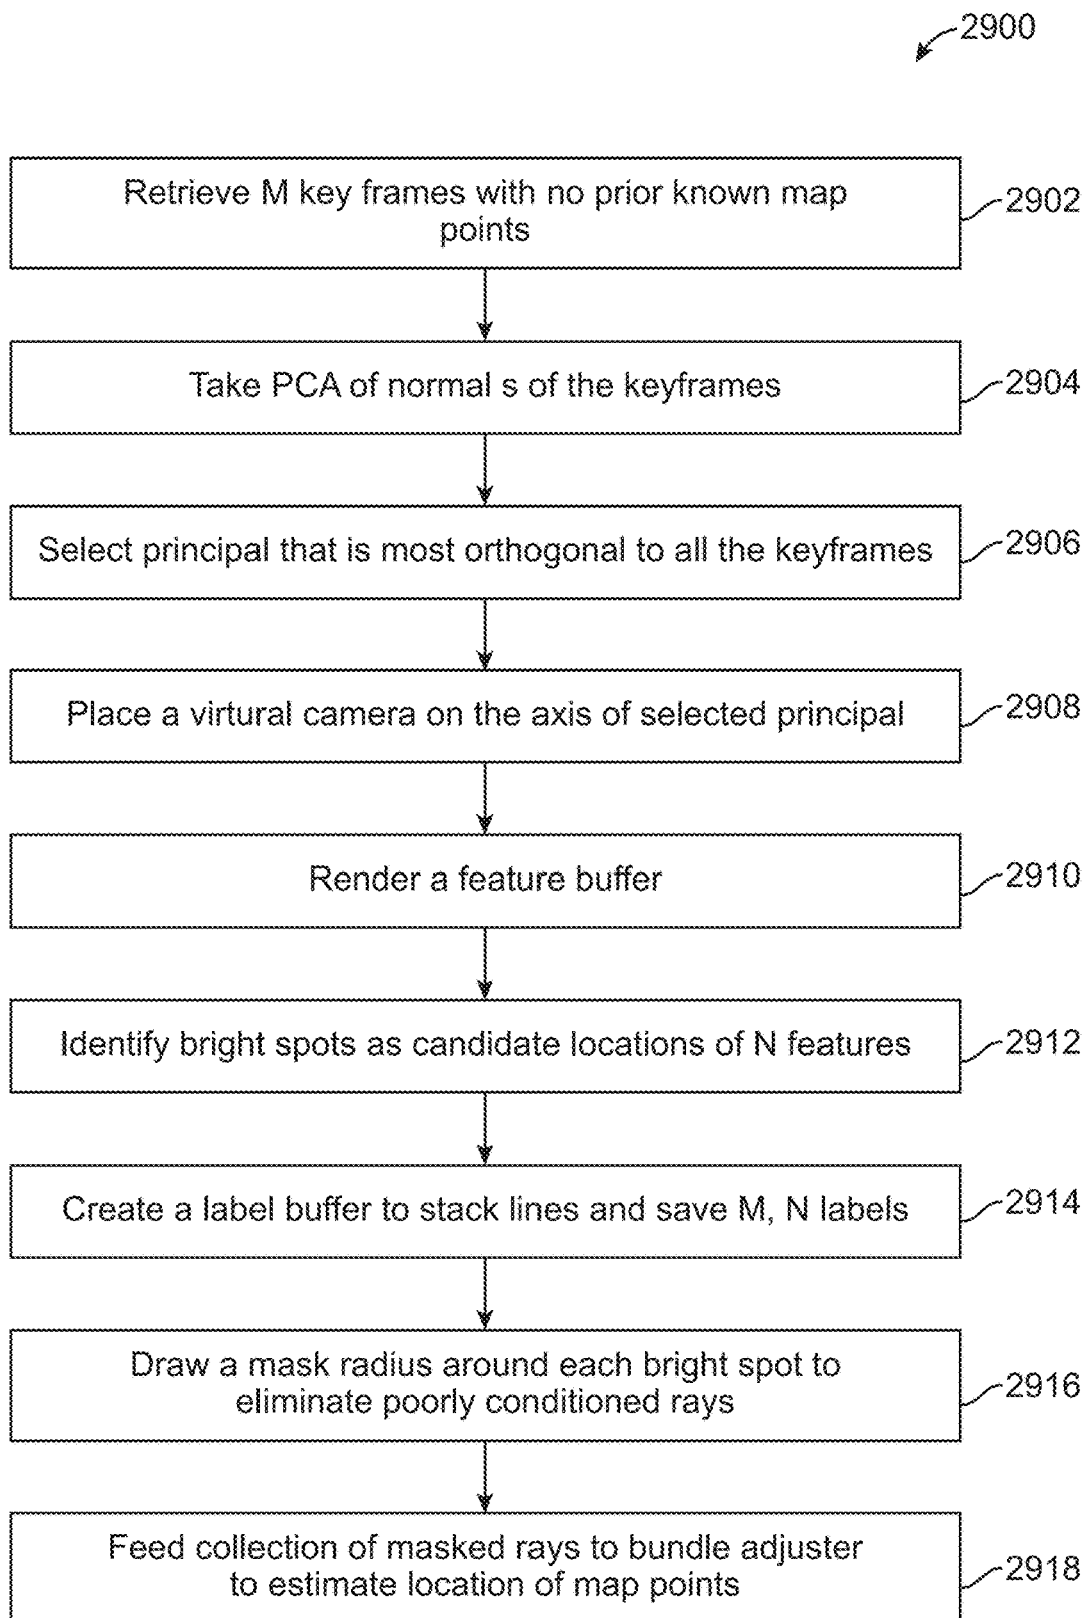 2900
Retrieve M key frames with no prior known map
points
2902
Take PCA of normal s of the keyframes
2904
Select principal that is most orthogonal to all the keyframes
2906
Place a virtural camera on the axis of selected principal
2908
Render a feature buffer
2910
Identify bright spots as candidate locations of N features
2912
Create a label buffer to stack lines and save M, N labels
2914
Draw a mask radius around each bright spot to
eliminate poorly conditioned rays
2916
Feed collection of masked rays to bundle adjuster
to estimate location of map points
2918